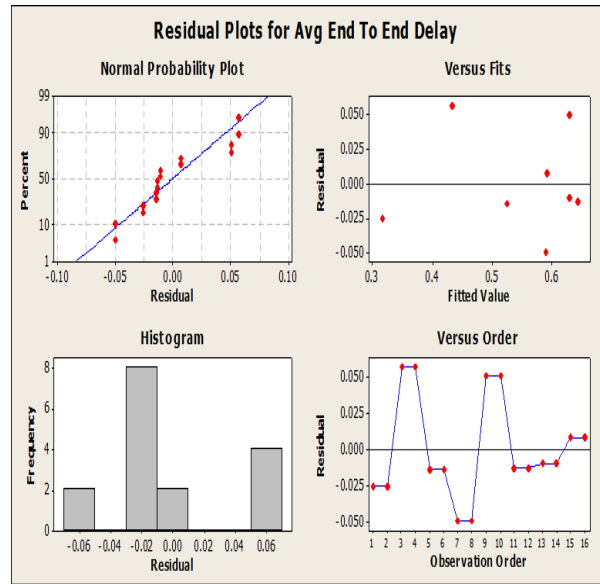 Residual Plots for Avg End To End Delay
Normal Probability Plot
99
90
50
10
1
Percent
-0.10 -0.05 0.00 0.05 0.10
Residual
Versus Fits
0.050
0.025
0.000
-0.025
-0.050
Residual
0.3 0.4 0.5 0.6
Fitted Value
Histogram
8
6
4
2
0
Frequency
-0.06 -0.04 -0.02 0.00 0.02 0.04 0.06
Residual
Versus Order
0.050
0.025
0.000
-0.025
-0.050
Residual
1 2 3 4 5 6 7 8 9 10 11 12 13 14 15 16
Observation Order